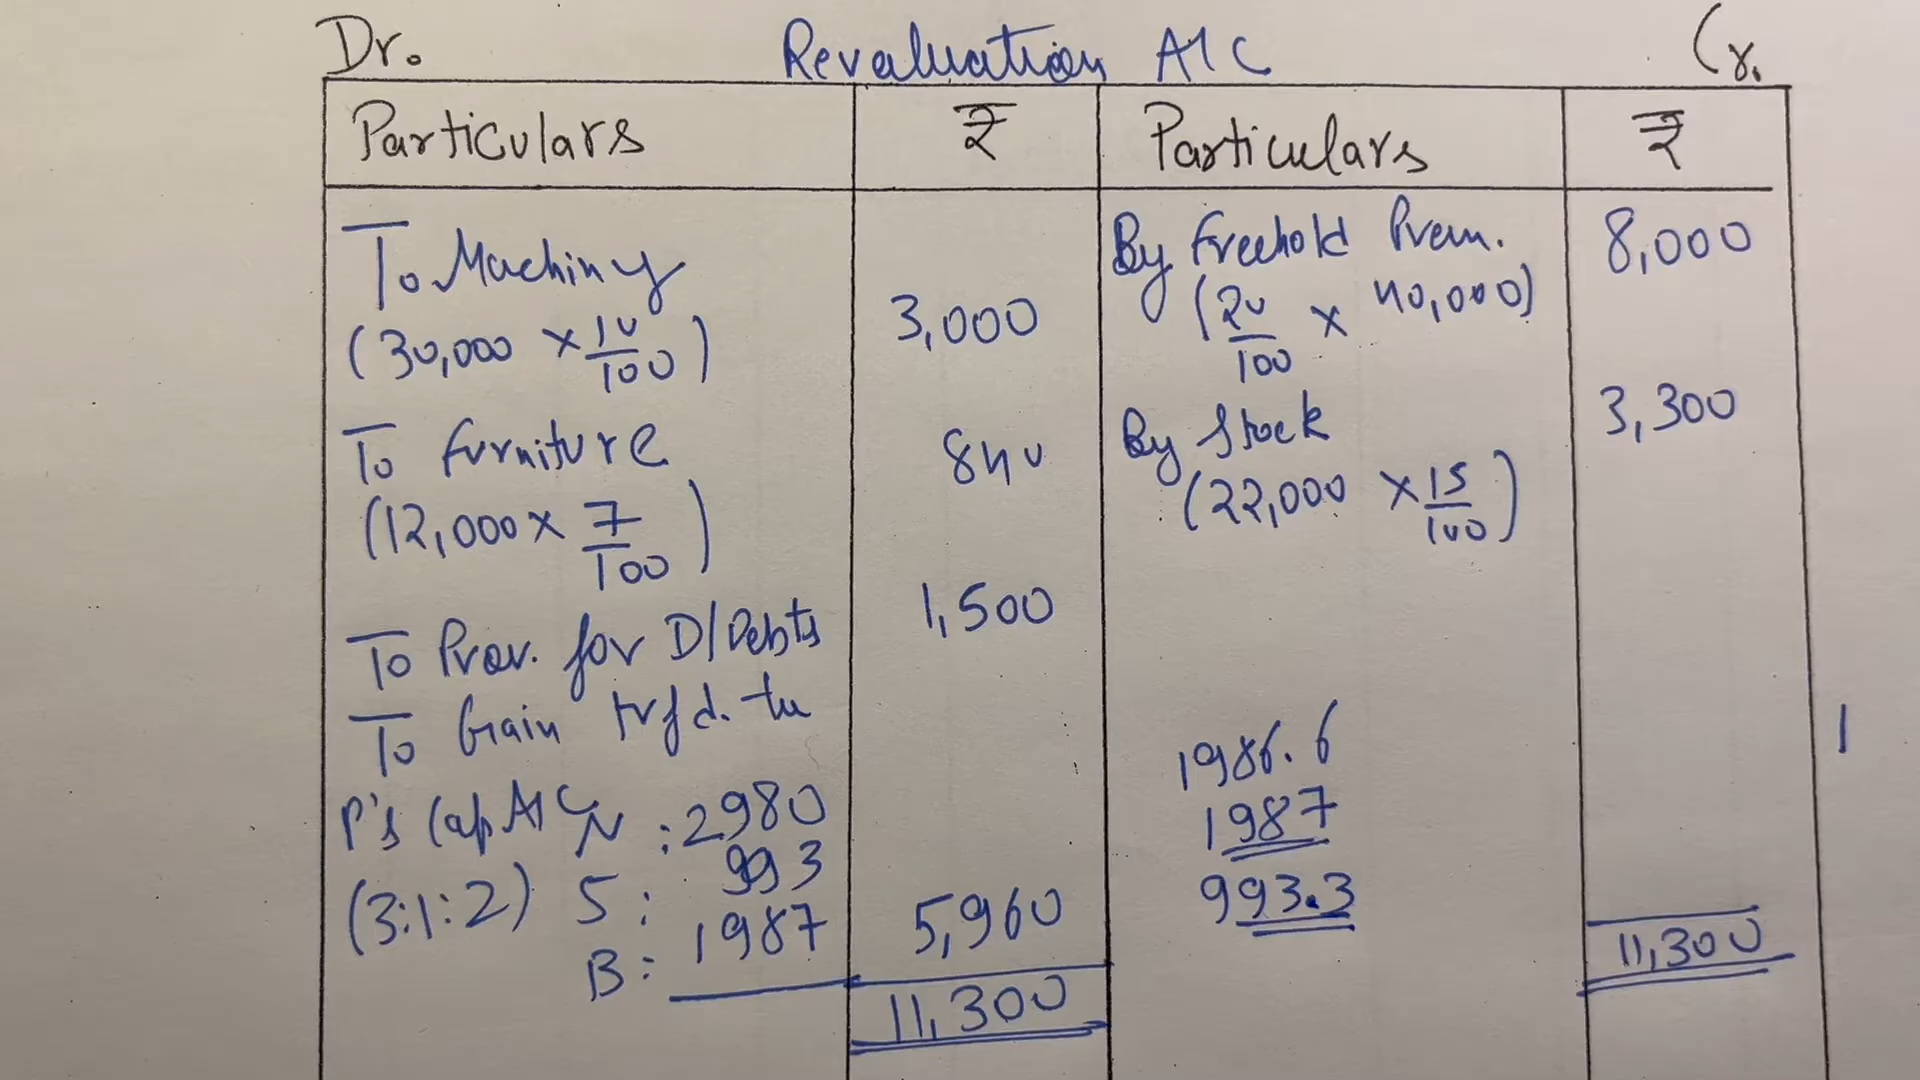 Dr. Revaluation A/C Cr.
Particulars ₹ Particulars ₹
To Machiny
(30,000 × 10/100) 3,000
To Furniture 840
(12,000 × 7/100)
To Prov. for D/Debts 1,500
To Gain trfd. to
P's Cap A/C N : 2980
(3:1:2) S : 993
B : 1987 5,960
11,300
By Freehold Prem. 8,000
(20/100 × 40,000)
By Stock 3,300
(22,000 × 15/100)
1986.6
1987
993.3
11,300
1